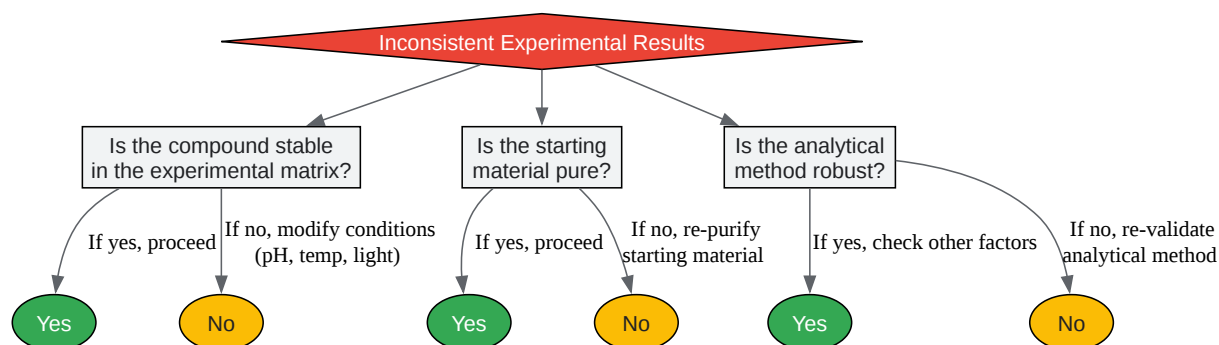 Inconsistent Experimental Results
Is the compound stable
in the experimental matrix?
Is the starting
material pure?
Is the analytical
method robust?
If yes, proceed
If no, modify conditions
(pH, temp, light)
If yes, proceed
If no, re-purify
starting material
If yes, check other factors
If no, re-validate
analytical method
Yes
No
Yes
No
Yes
No